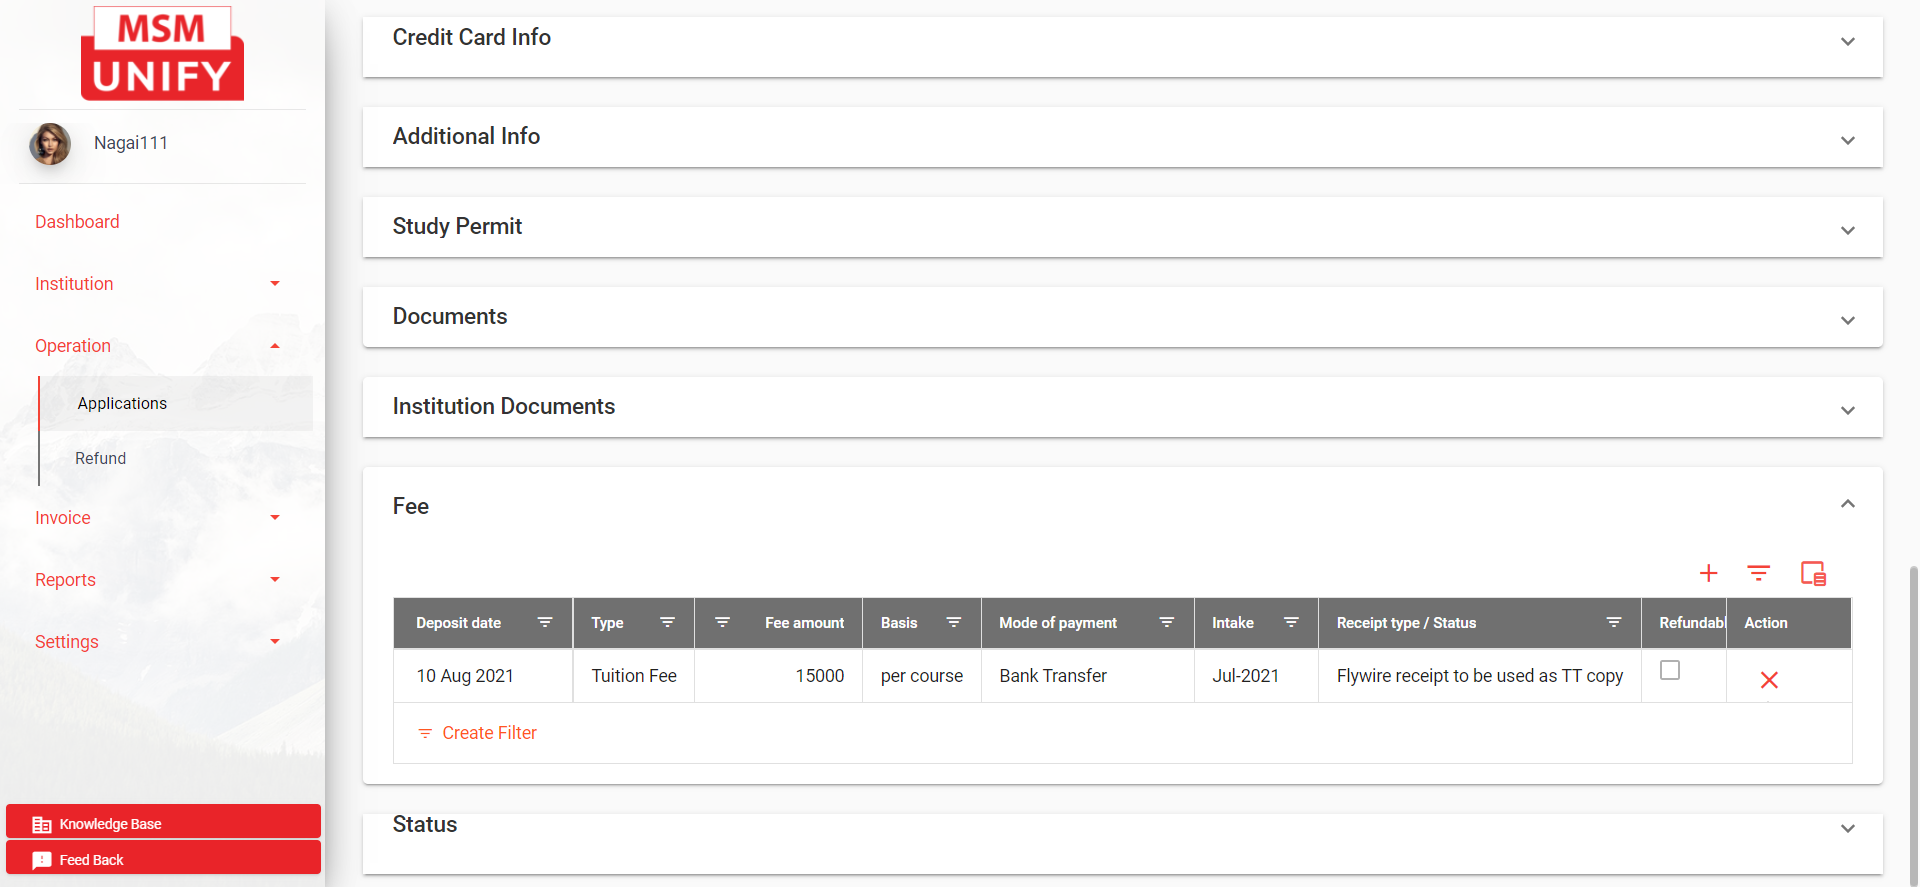 MSM
UNIFY
Nagai111
Dashboard
Institution
Operation
Applications
Refund
Invoice
Reports
Settings
Knowledge Base
Feed Back
Credit Card Info
Additional Info
Study Permit
Documents
Institution Documents
Fee
Deposit date Type Fee amount Basis Mode of payment Intake Receipt type / Status Refundabl Action
10 Aug 2021 Tuition Fee 15000 per course Bank Transfer Jul-2021 Flywire receipt to be used as TT copy
Create Filter
Status